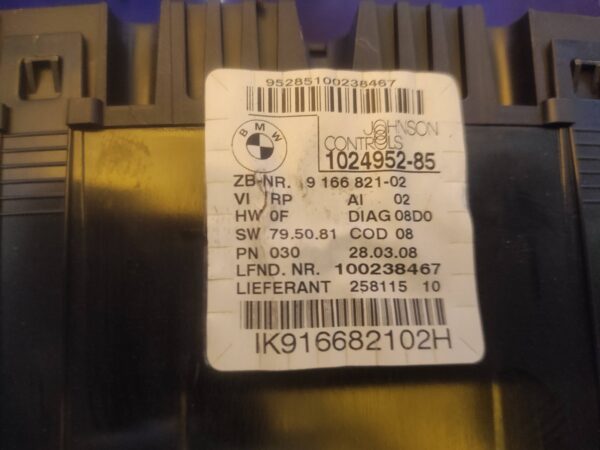 95285100238467
BMW
JOHNSON
CONTROLS
1024952-85
ZB-NR. 9 166 821-02
VI RP AI 02
HW 0F DIAG 08D0
SW 79.50.81 COD 08
PN 030 28.03.08
LFND. NR. 100238467
LIEFERANT 258115 10
IK916682102H